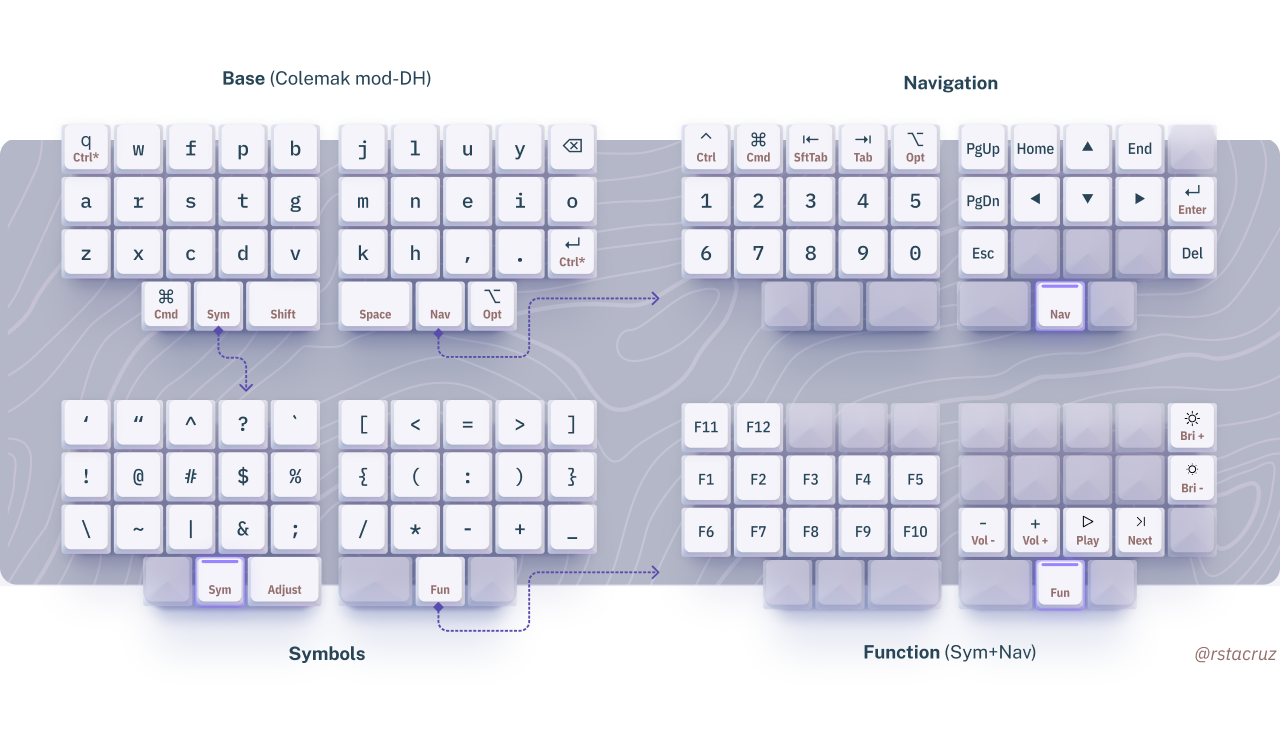 Base (Colemak mod-DH)
q w f p b j l u y ⌫
Ctrl*
a r s t g m n e i o
z x c d v k h , . ↵
Ctrl*
⌘ ⌥
Cmd Sym Shift Space Nav Opt
Navigation
^ ⌘ ⇤ ⇥ ⌥
Ctrl Cmd SftTab Tab Opt PgUp Home ▲ End
1 2 3 4 5 PgDn ◀ ▼ ▶ ↵
Enter
6 7 8 9 0 Esc Del
Nav
‘ “ ^ ? ` [ < = > ]
! @ # $ % { ( : ) }
\ ~ | & ; / * - + _
Sym Adjust Fun
Symbols
F11 F12 Bri +
F1 F2 F3 F4 F5 Bri -
F6 F7 F8 F9 F10 - + ▷ >|
Vol - Vol + Play Next
Fun
Function (Sym+Nav)
@rstacruz